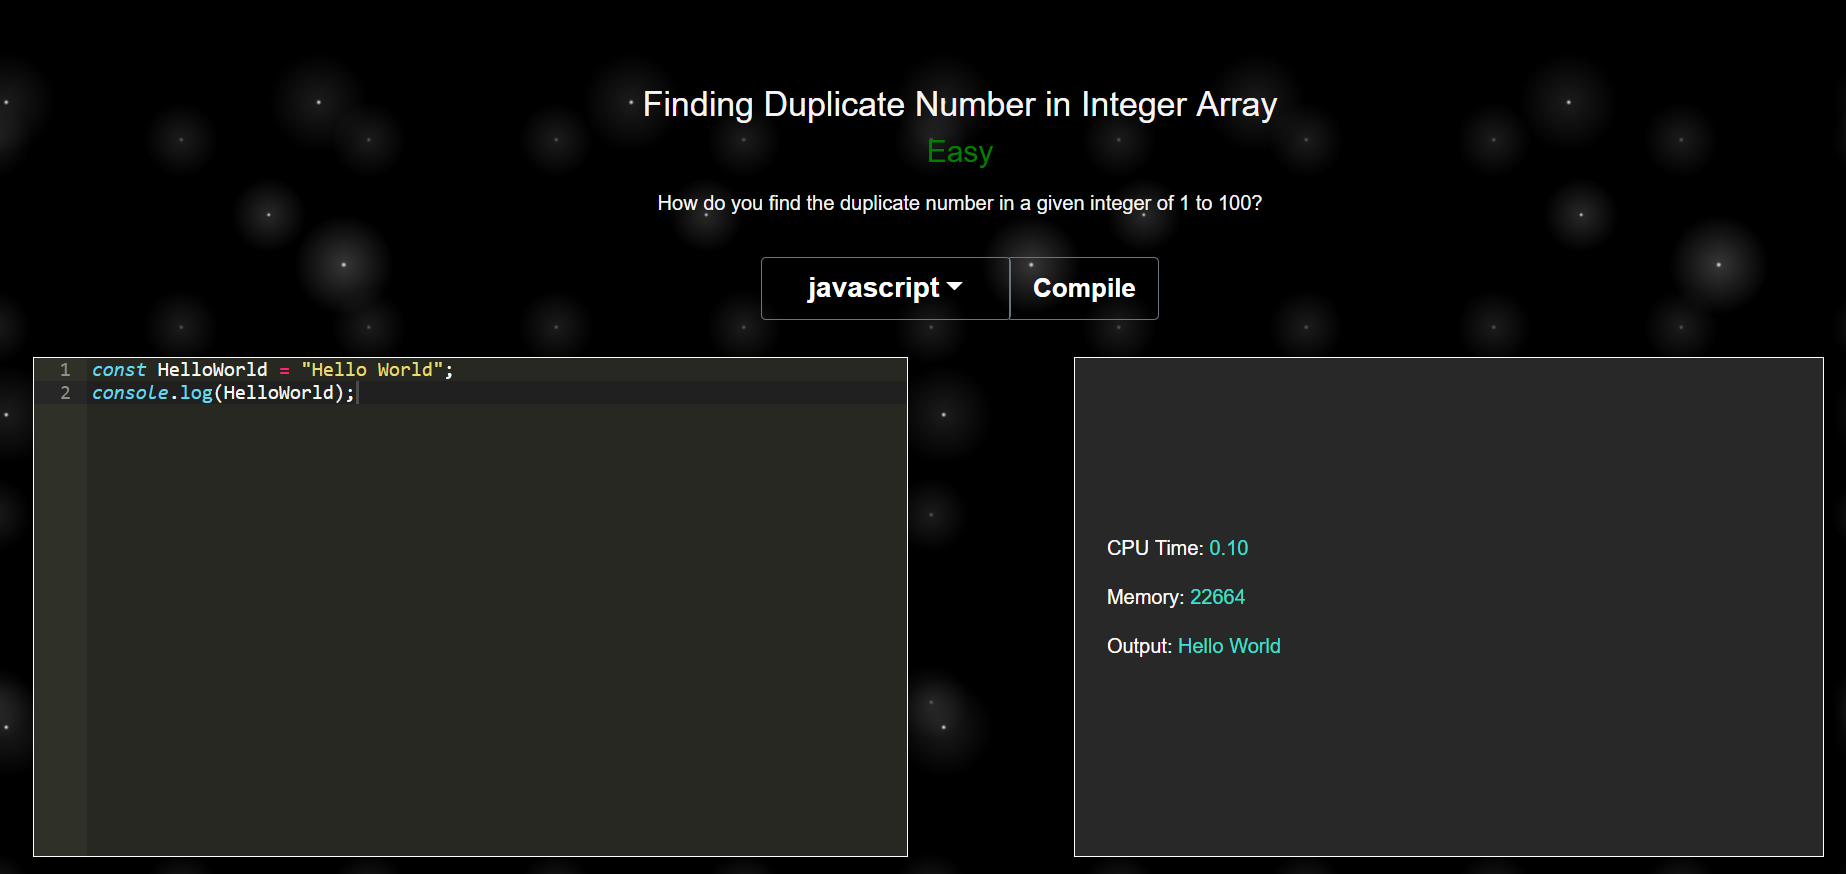 Finding Duplicate Number in Integer Array
Easy
How do you find the duplicate number in a given integer of 1 to 100?
javascript
Compile
1 const HelloWorld = "Hello World";
2 console.log(HelloWorld);
CPU Time: 0.10
Memory: 22664
Output: Hello World